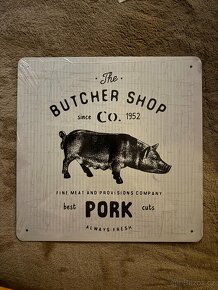 The
BUTCHER SHOP
since Co. 1952
FINE MEAT AND PROVISIONS COMPANY
best PORK cuts
ALWAYS FRESH